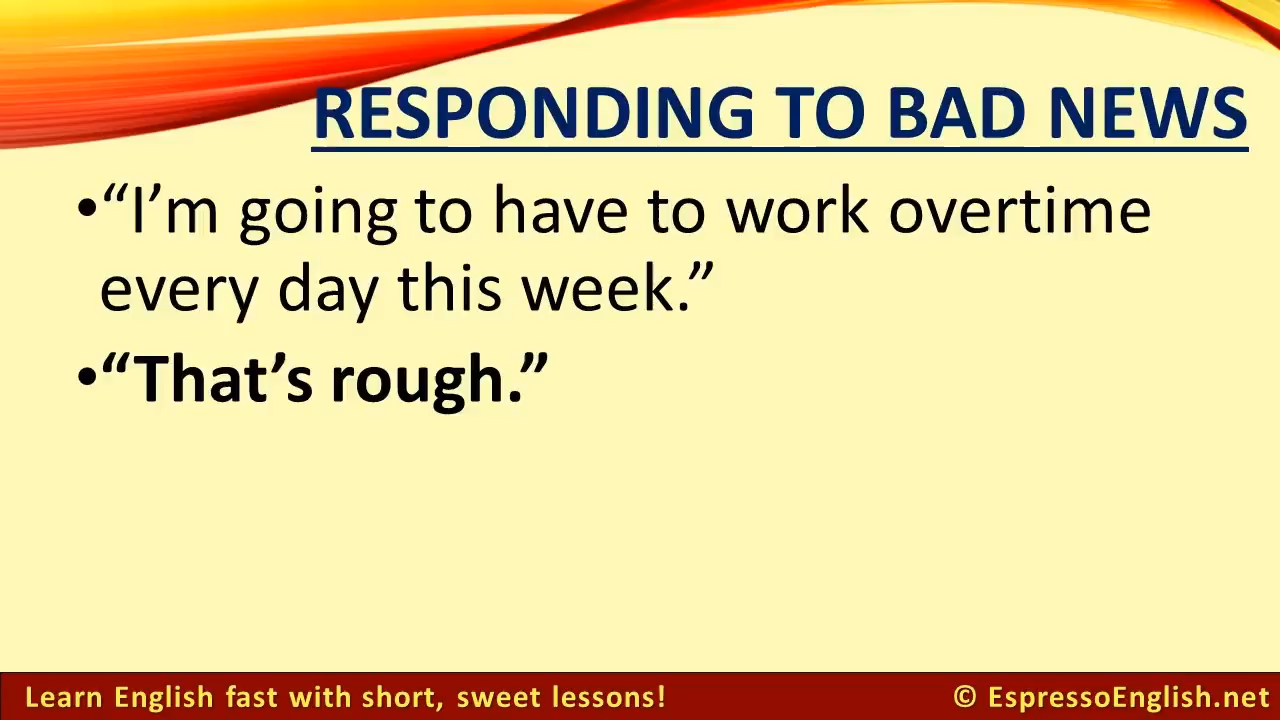 RESPONDING TO BAD NEWS
•“I’m going to have to work overtime
every day this week.”
•“That’s rough.”
Learn English fast with short, sweet lessons!
© EspressoEnglish.net